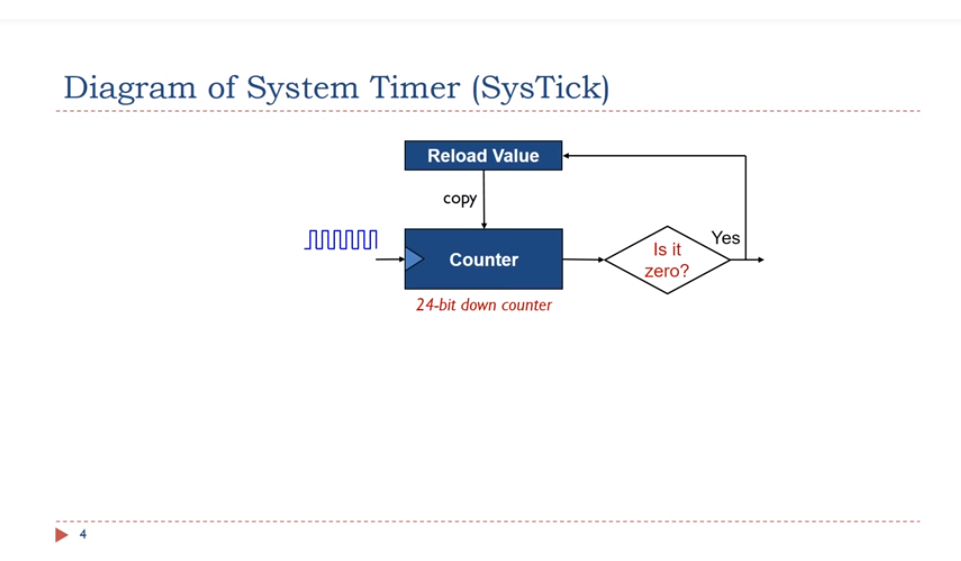 Diagram of System Timer (SysTick)
Reload Value
copy
Counter
24-bit down counter
Is it
zero?
Yes
4